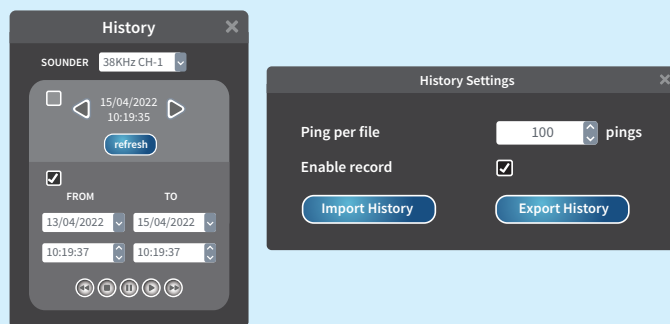 History
SOUNDER 38KHz CH-1
15/04/2022
10:19:35
refresh
FROM TO
13/04/2022 15/04/2022
10:19:37 10:19:37
History Settings
Ping per file 100 pings
Enable record
Import History Export History